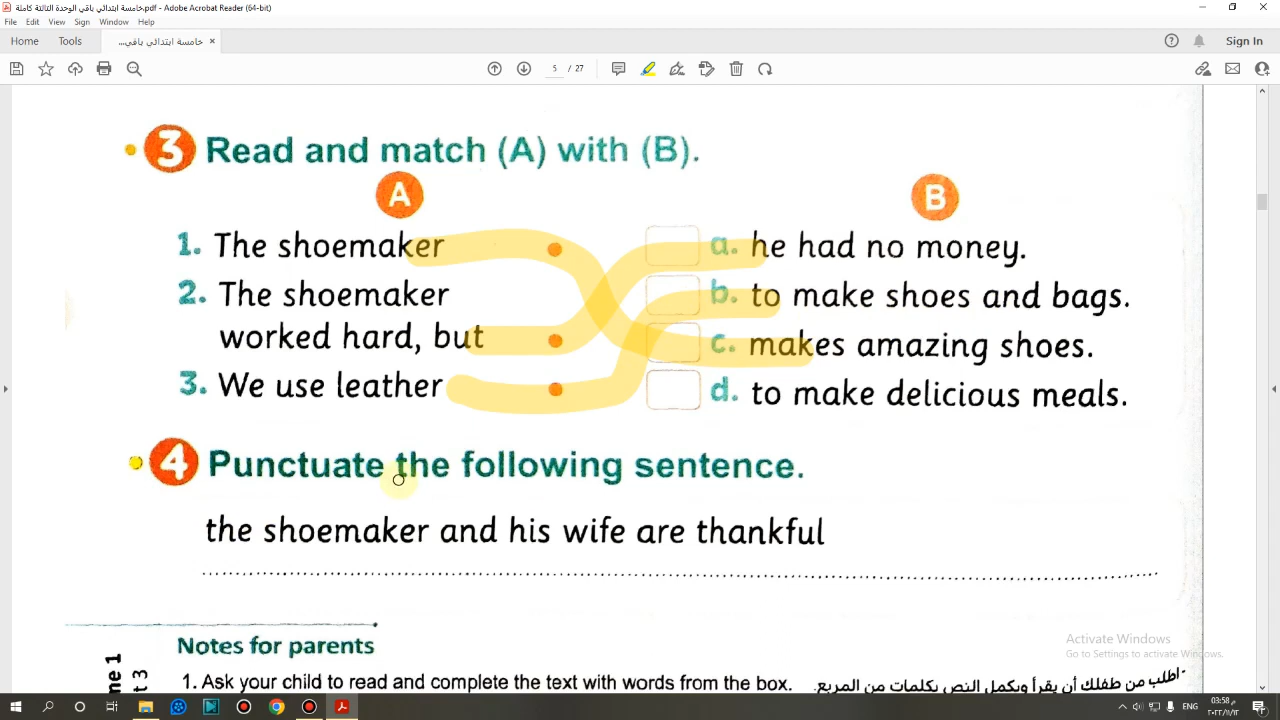 خامسة ابتدائي باقي الوحدة الثالثة كاملة.pdf - Adobe Acrobat Reader (64-bit)
File Edit View Sign Window Help
Home Tools خامسة ابتدائي باقي... × Sign In
5 / 27
3 Read and match (A) with (B).
A B
1. The shoemaker
a. he had no money.
2. The shoemaker
b. to make shoes and bags.
worked hard, but
c. makes amazing shoes.
3. We use leather
d. to make delicious meals.
4 Punctuate the following sentence.
the shoemaker and his wife are thankful
Notes for parents
1. Ask your child to read and complete the text with words from the box.
اطلب من طفلك أن يقرأ ويكمل النص بكلمات من المربع.
Activate Windows
Go to Settings to activate Windows.
ENG
03:58 م